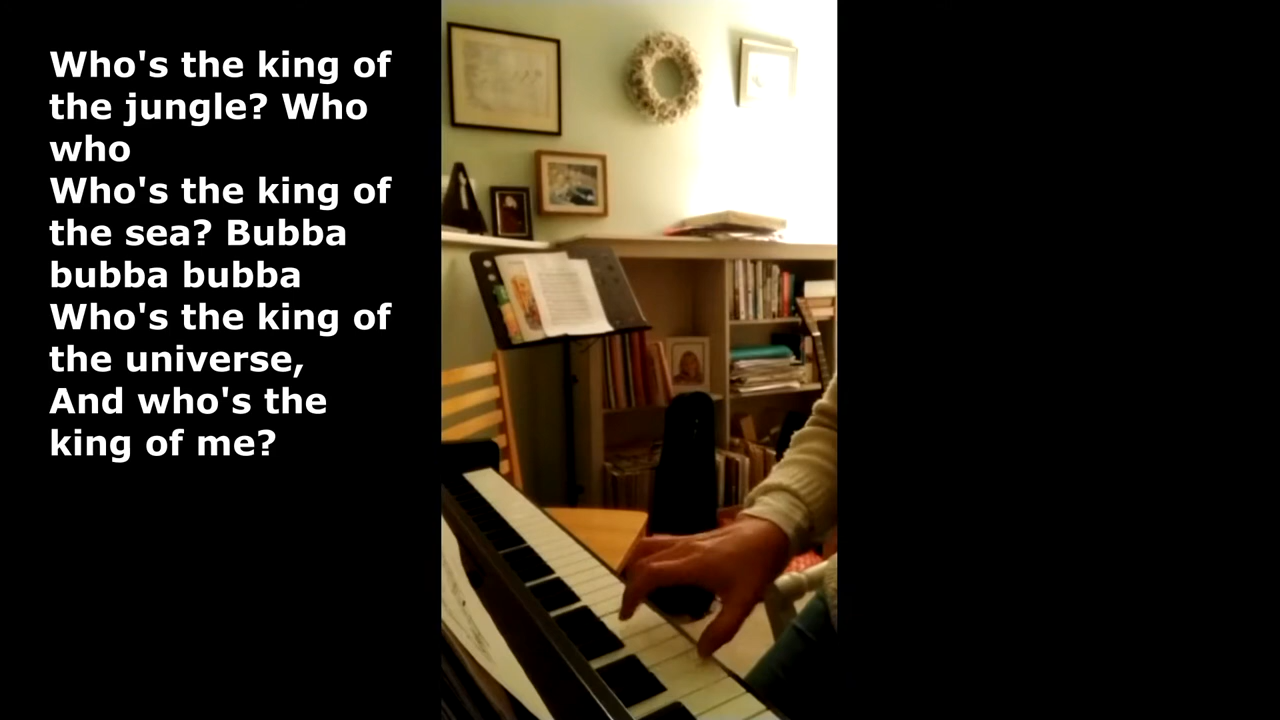 Who's the king of
the jungle? Who
who
Who's the king of
the sea? Bubba
bubba bubba
Who's the king of
the universe,
And who's the
king of me?